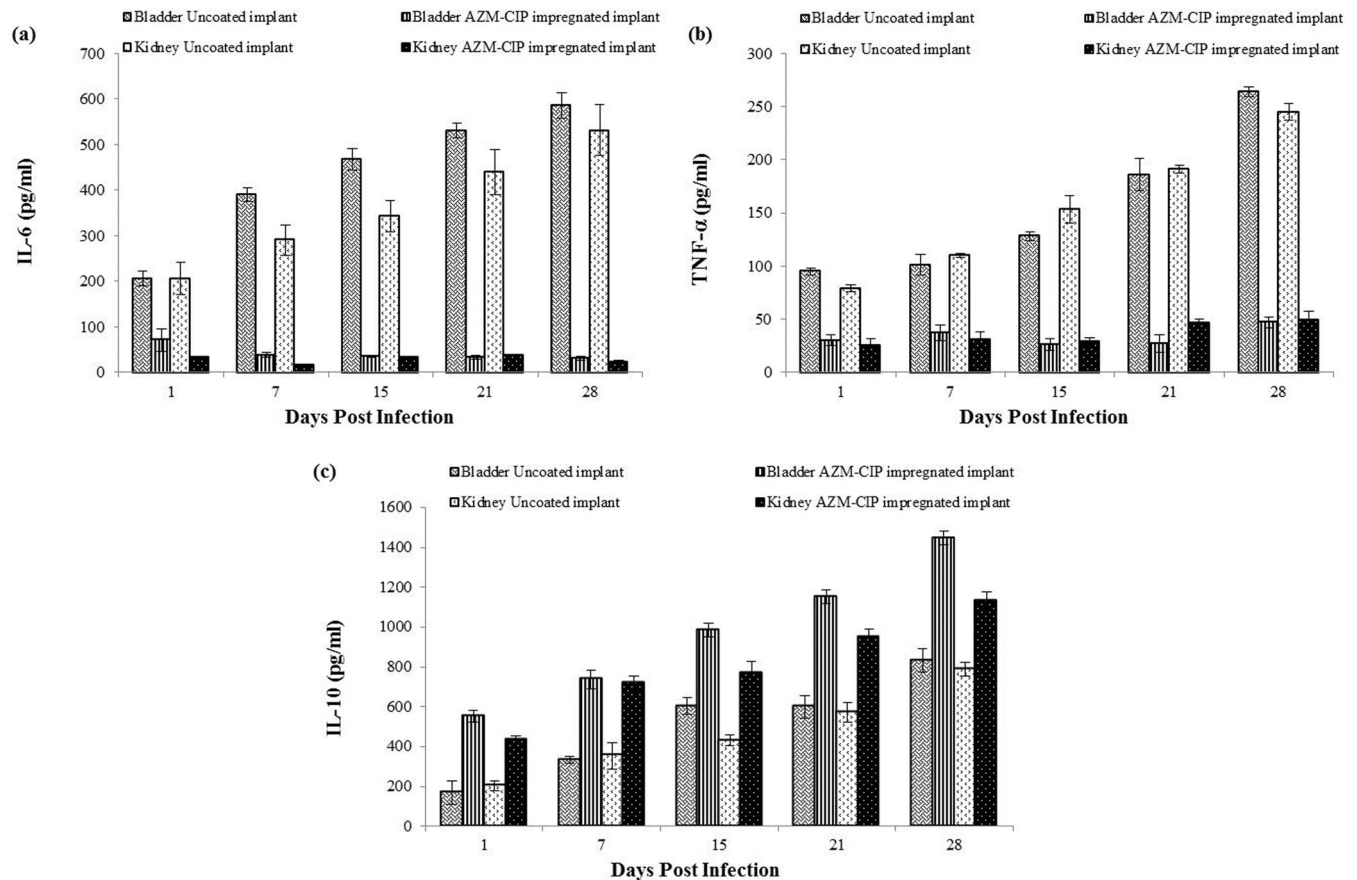 (a)
Bladder Uncoated implant
Bladder AZM-CIP impregnated implant
Kidney Uncoated implant
Kidney AZM-CIP impregnated implant
700
600
500
400
300
200
100
0
IL-6 (pg/ml)
1 7 15 21 28
Days Post Infection
(b)
Bladder Uncoated implant
Bladder AZM-CIP impregnated implant
Kidney Uncoated implant
Kidney AZM-CIP impregnated implant
300
250
200
150
100
50
0
TNF-α (pg/ml)
1 7 15 21 28
Days Post Infection
(c)
Bladder Uncoated implant
Bladder AZM-CIP impregnated implant
Kidney Uncoated implant
Kidney AZM-CIP impregnated implant
1600
1400
1200
1000
800
600
400
200
0
IL-10 (pg/ml)
1 7 15 21 28
Days Post Infection